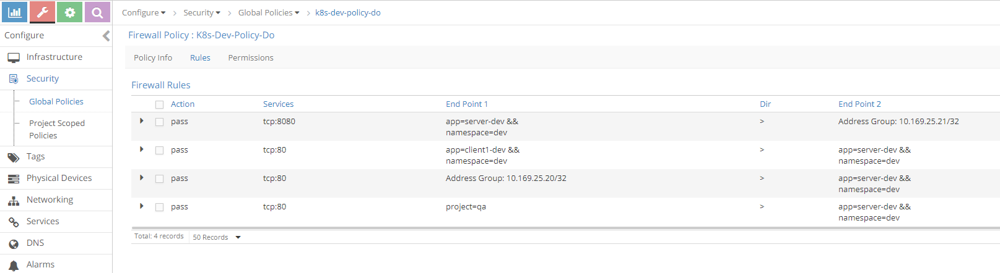 Configure > Security > Global Policies > k8s-dev-policy-do
Configure
Firewall Policy : K8s-Dev-Policy-Do
Infrastructure
Policy Info Rules Permissions
Security
Firewall Rules
Global Policies
Action Services End Point 1 Dir End Point 2
Project Scoped
Policies
pass tcp:8080 app=server-dev && > Address Group: 10.169.25.21/32
namespace=dev
pass tcp:80 app=client1-dev && > app=server-dev &&
namespace=dev namespace=dev
Tags
pass tcp:80 Address Group: 10.169.25.20/32 > app=server-dev &&
namespace=dev
Physical Devices
Networking
pass tcp:80 project=qa > app=server-dev &&
namespace=dev
Services
Total: 4 records 50 Records
DNS
Alarms